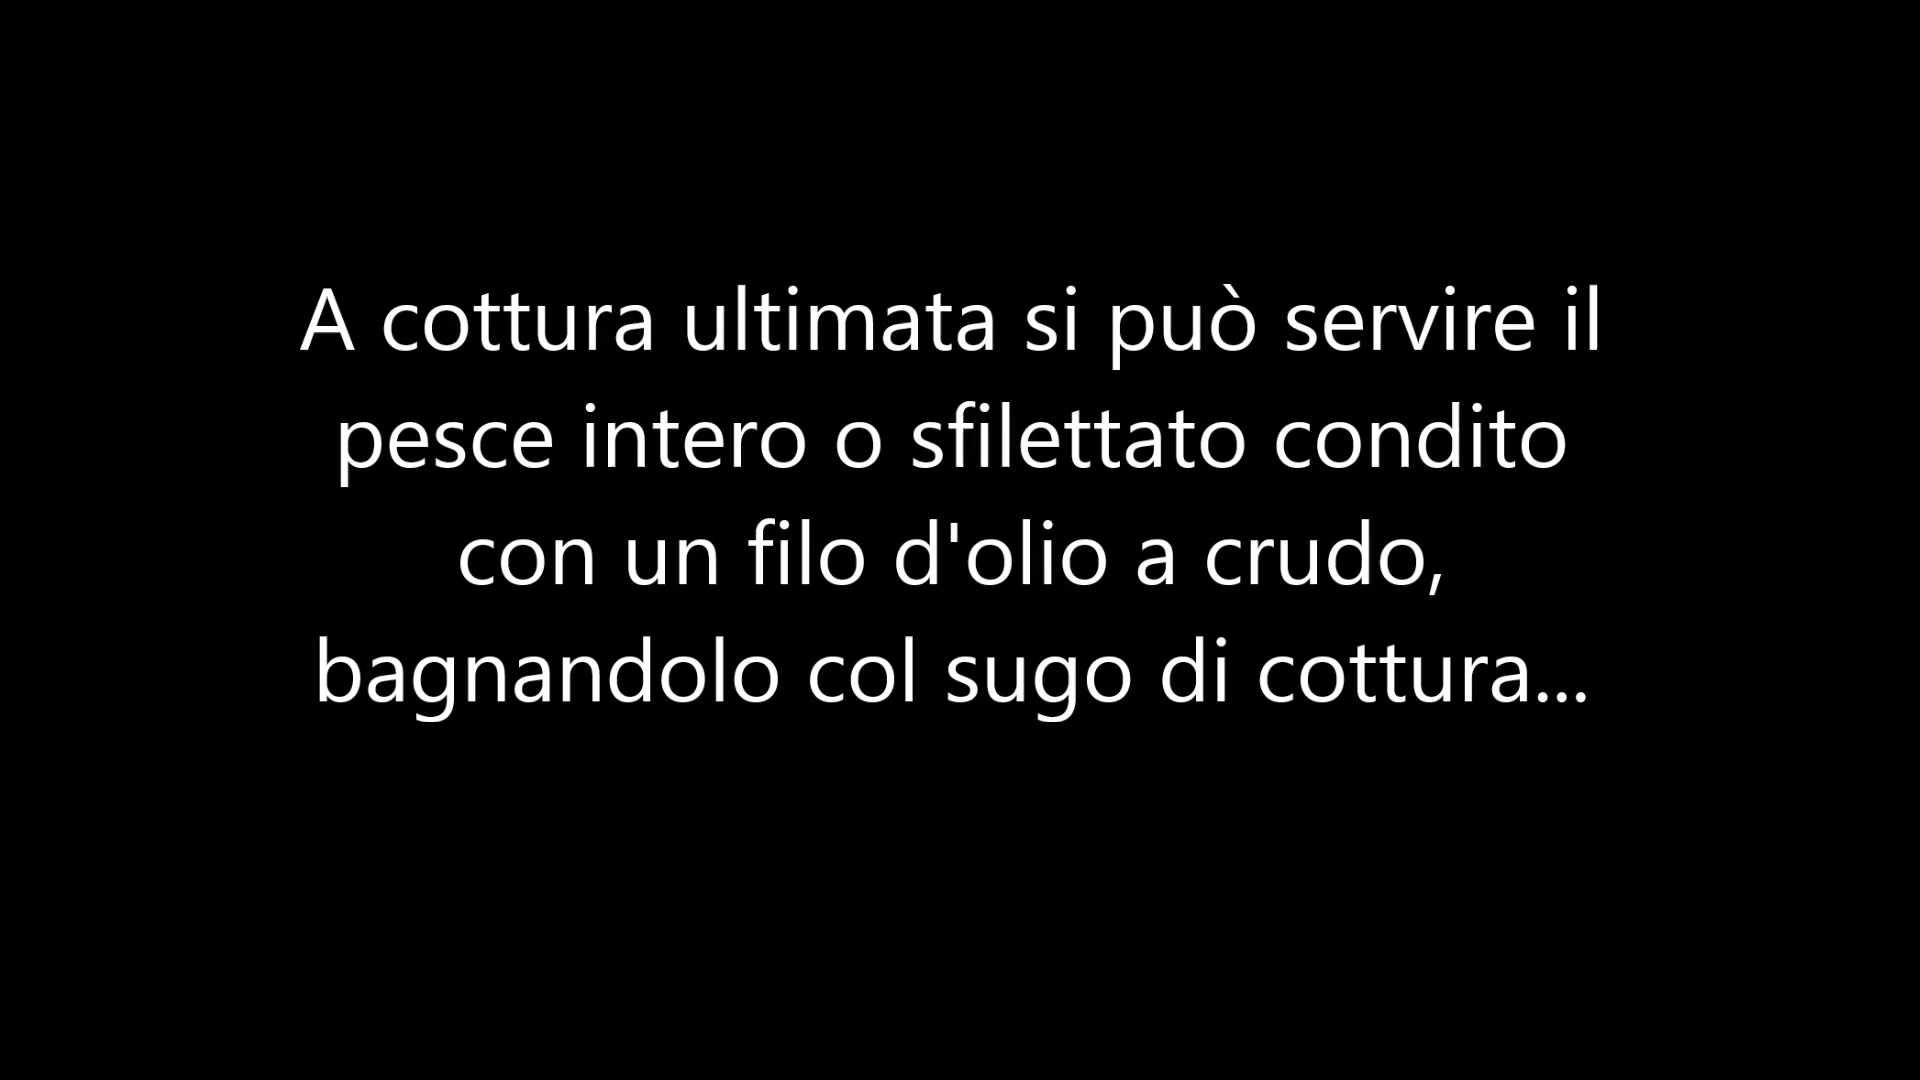 A cottura ultimata si può servire il
pesce intero o sfilettato condito
con un filo d'olio a crudo,
bagnandolo col sugo di cottura...